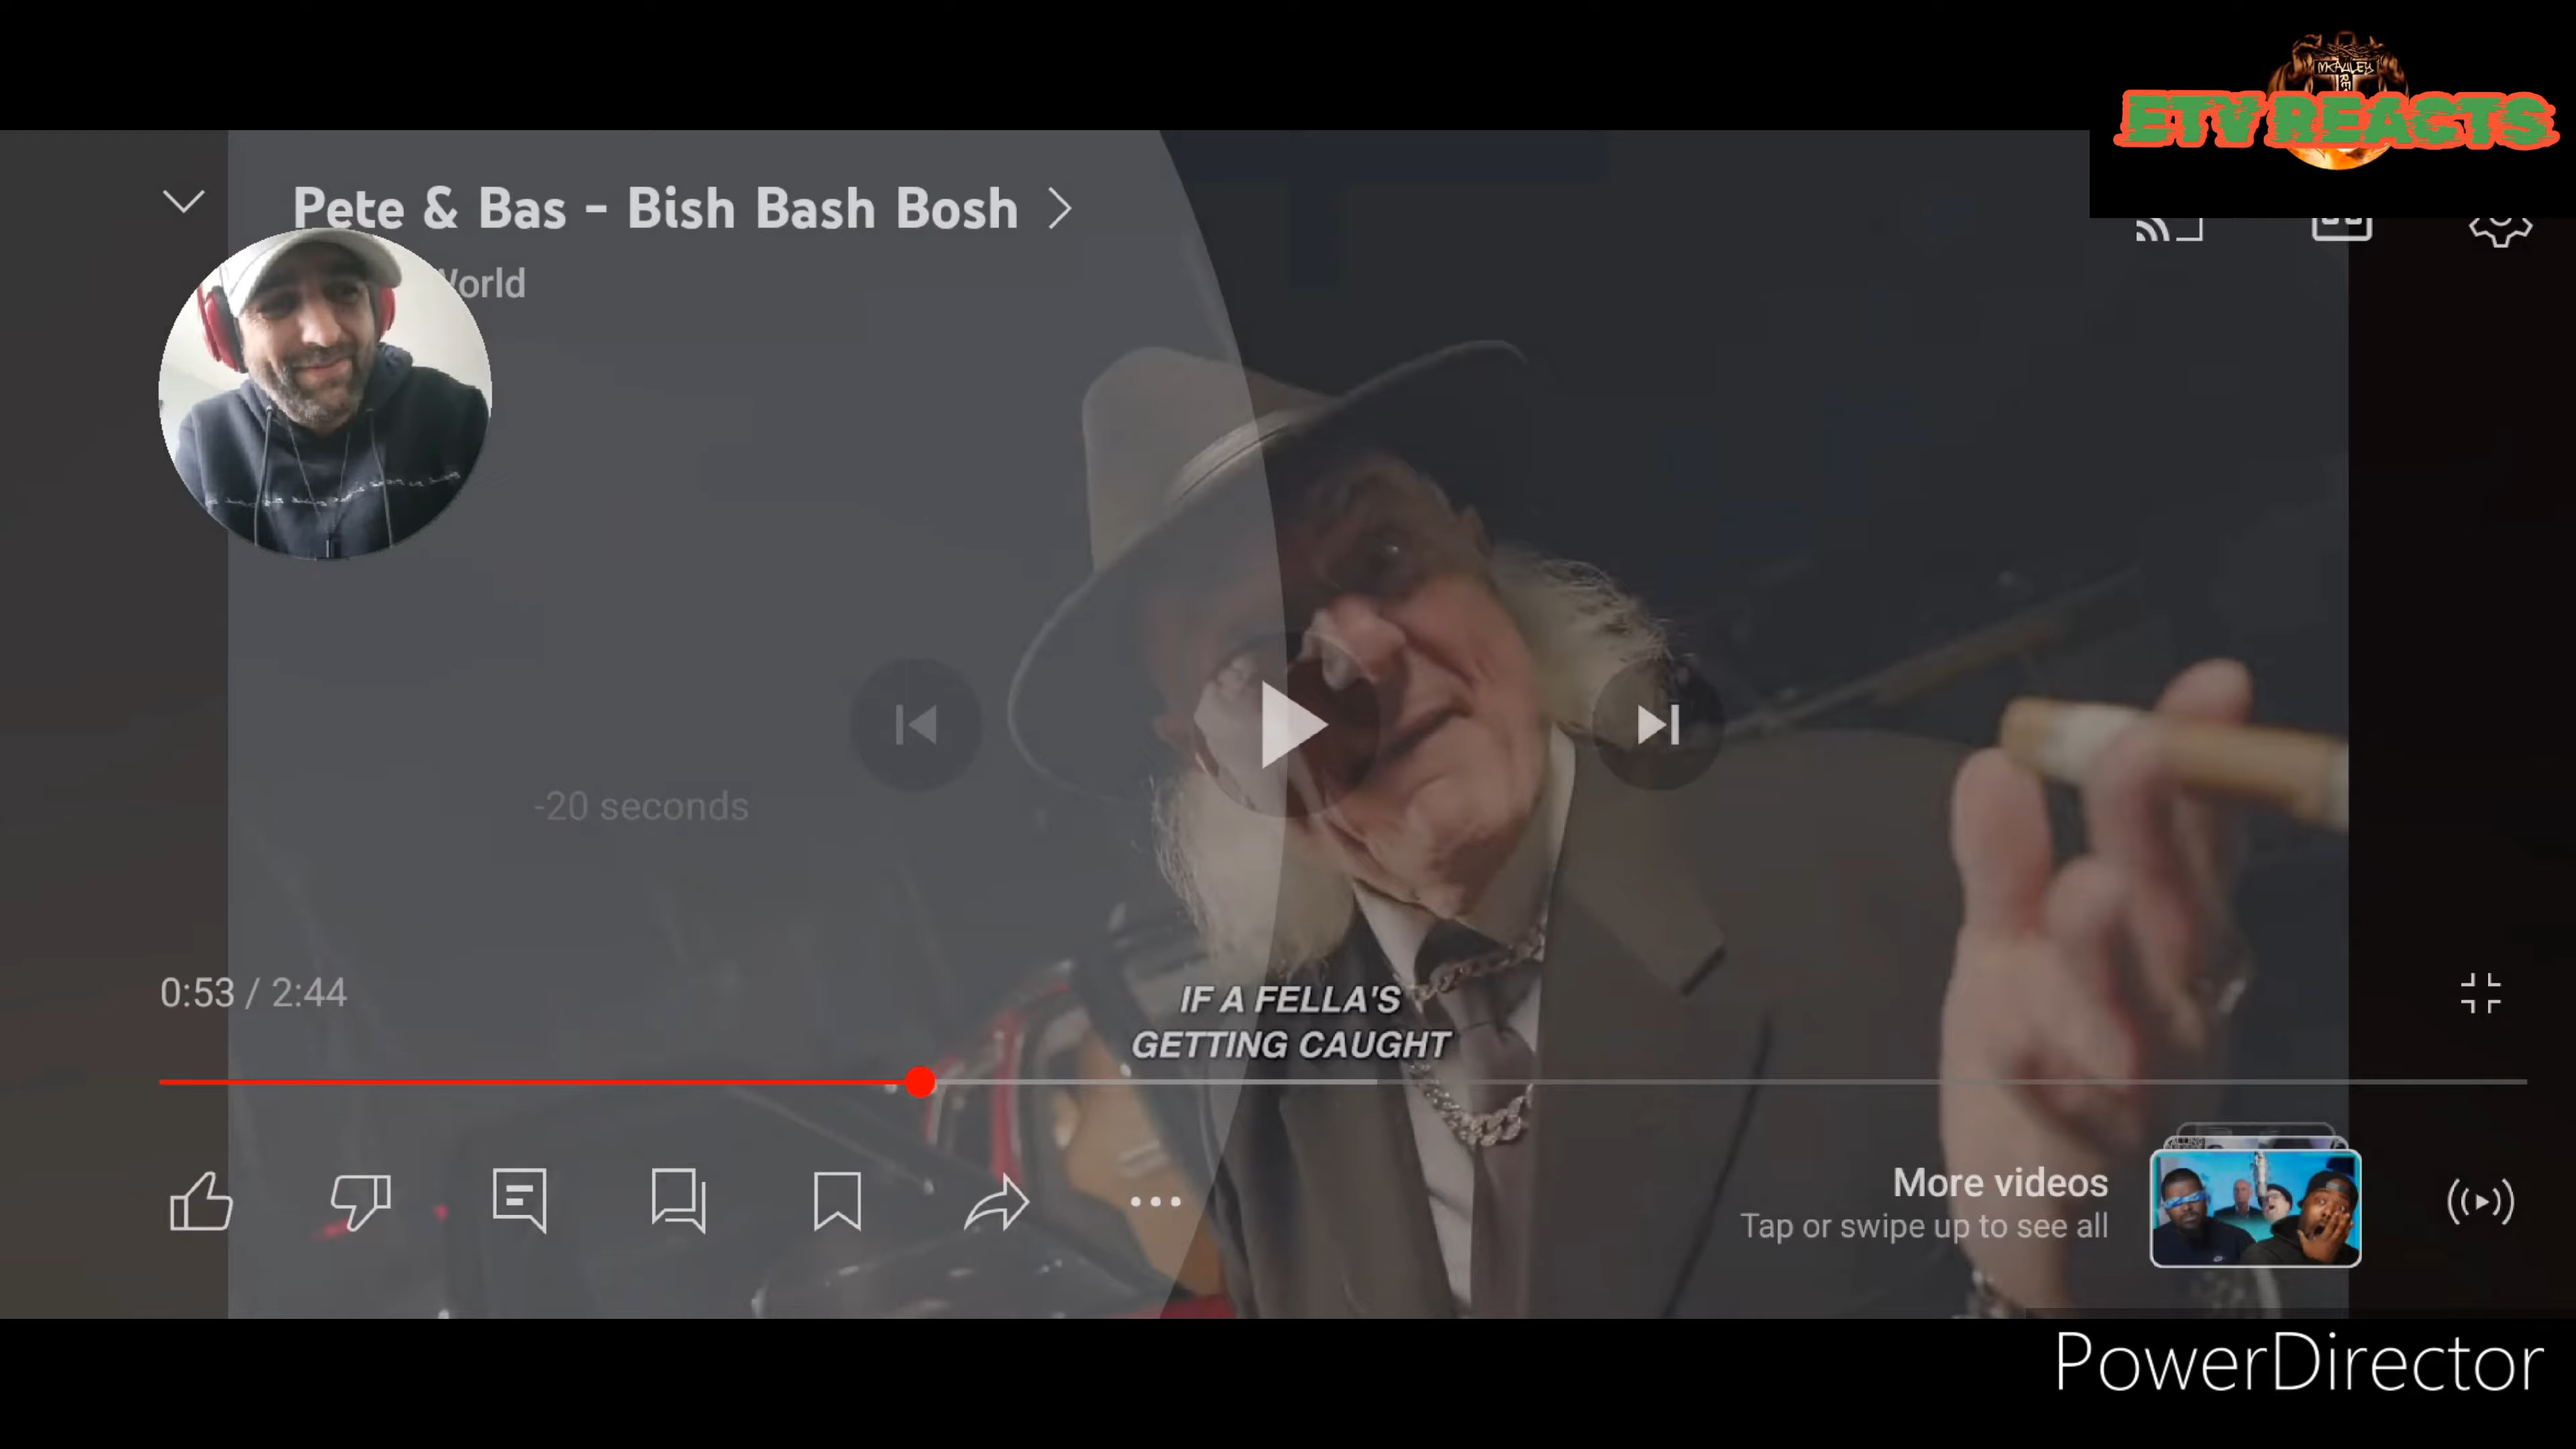 ETV REACTS
Pete & Bas - Bish Bash Bosh
World
-20 seconds
0:53 / 2:44
IF A FELLA'S
GETTING CAUGHT
More videos
Tap or swipe up to see all
PowerDirector